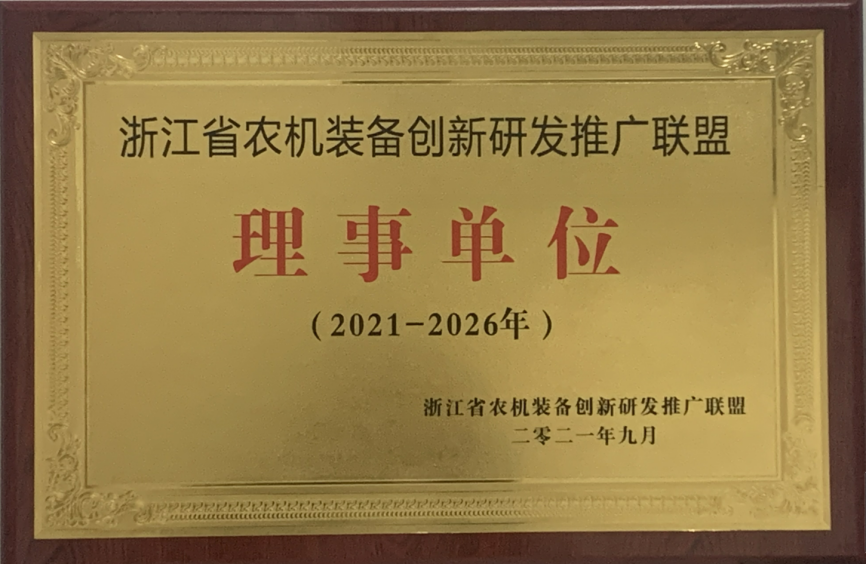 浙江省农机装备创新研发推广联盟
理事单位
（2021-2026年）
浙江省农机装备创新研发推广联盟
二零二一年九月